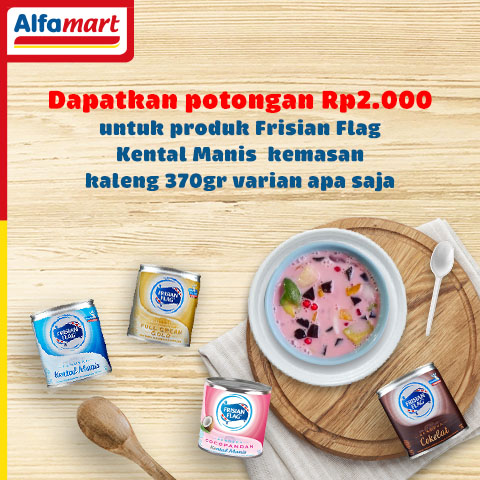 Alfamart
Dapatkan potongan Rp2.000
untuk produk Frisian Flag
Kental Manis kemasan
kaleng 370gr varian apa saja
FRISIAN FLAG
FULL CREAM
GOLD
FRISIAN FLAG
Kental Manis
FRISIAN FLAG
COCOPANDAN
Kental Manis
FRISIAN FLAG
Cokelat